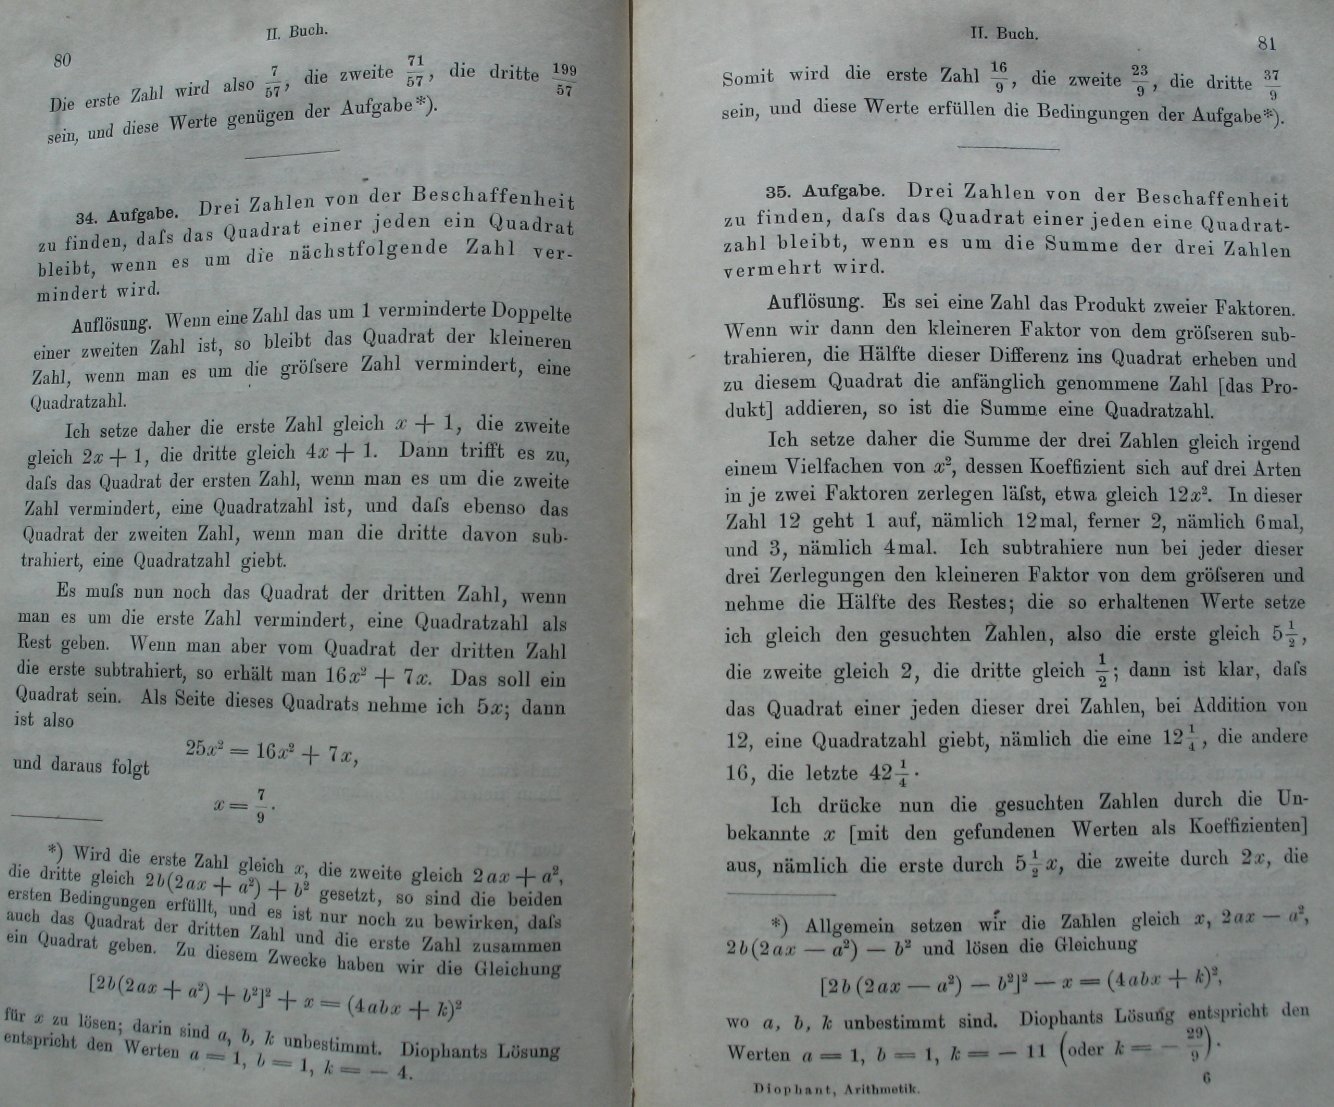 80
II. Buch.
Die erste Zahl wird also 7/57, die zweite 71/57, die dritte 199/57
sein, und diese Werte genügen der Aufgabe*).
34. Aufgabe. Drei Zahlen von der Beschaffenheit
zu finden, daſs das Quadrat einer jeden ein Quadrat
bleibt, wenn es um die nächstfolgende Zahl ver-
mindert wird.
Auflösung. Wenn eine Zahl das um 1 verminderte Doppelte
einer zweiten Zahl ist, so bleibt das Quadrat der kleineren
Zahl, wenn man es um die gröſsere Zahl vermindert, eine
Quadratzahl.
Ich setze daher die erste Zahl gleich x + 1, die zweite
gleich 2x + 1, die dritte gleich 4x + 1. Dann trifft es zu,
daſs das Quadrat der ersten Zahl, wenn man es um die zweite
Zahl vermindert, eine Quadratzahl ist, und daſs ebenso das
Quadrat der zweiten Zahl, wenn man die dritte davon sub-
trahiert, eine Quadratzahl giebt.
Es muſs nun noch das Quadrat der dritten Zahl, wenn
man es um die erste Zahl vermindert, eine Quadratzahl als
Rest geben. Wenn man aber vom Quadrat der dritten Zahl
die erste subtrahiert, so erhält man 16x² + 7x. Das soll ein
Quadrat sein. Als Seite dieses Quadrats nehme ich 5x; dann
ist also
25x² = 16x² + 7x,
und daraus folgt
x = 7/9.
*) Wird die erste Zahl gleich x, die zweite gleich 2ax + a²,
die dritte gleich 2b(2ax + a²) + b² gesetzt, so sind die beiden
ersten Bedingungen erfüllt, und es ist nur noch zu bewirken, daſs
auch das Quadrat der dritten Zahl und die erste Zahl zusammen
ein Quadrat geben. Zu diesem Zwecke haben wir die Gleichung
[2b(2ax + a²) + b²]² + x = (4abx + k)²
für x zu lösen; darin sind a, b, k unbestimmt. Diophants Lösung
entspricht den Werten a = 1, b = 1, k = − 4.
II. Buch.
81
Somit wird die erste Zahl 16/9, die zweite 23/9, die dritte 37/9
sein, und diese Werte erfüllen die Bedingungen der Aufgabe*).
35. Aufgabe. Drei Zahlen von der Beschaffenheit
zu finden, daſs das Quadrat einer jeden eine Quadrat-
zahl bleibt, wenn es um die Summe der drei Zahlen
vermehrt wird.
Auflösung. Es sei eine Zahl das Produkt zweier Faktoren.
Wenn wir dann den kleineren Faktor von dem gröſseren sub-
trahieren, die Hälfte dieser Differenz ins Quadrat erheben und
zu diesem Quadrat die anfänglich genommene Zahl [das Pro-
dukt] addieren, so ist die Summe eine Quadratzahl.
Ich setze daher die Summe der drei Zahlen gleich irgend
einem Vielfachen von x², dessen Koeffizient sich auf drei Arten
in je zwei Faktoren zerlegen läſst, etwa gleich 12x². In dieser
Zahl 12 geht 1 auf, nämlich 12mal, ferner 2, nämlich 6mal,
und 3, nämlich 4mal. Ich subtrahiere nun bei jeder dieser
drei Zerlegungen den kleineren Faktor von dem gröſseren und
nehme die Hälfte des Restes; die so erhaltenen Werte setze
ich gleich den gesuchten Zahlen, also die erste gleich 5 1/2,
die zweite gleich 2, die dritte gleich 1/2; dann ist klar, daſs
das Quadrat einer jeden dieser drei Zahlen, bei Addition von
12, eine Quadratzahl giebt, nämlich die eine 12 1/4, die andere
16, die letzte 42 1/4.
Ich drücke nun die gesuchten Zahlen durch die Un-
bekannte x [mit den gefundenen Werten als Koeffizienten]
aus, nämlich die erste durch 5 1/2 x, die zweite durch 2x, die
*) Allgemein setzen wir die Zahlen gleich x, 2ax − a²,
2b(2ax − a²) − b² und lösen die Gleichung
[2b(2ax − a²) − b²]² − x = (4abx + k)²,
wo a, b, k unbestimmt sind. Diophants Lösung entspricht den
Werten a = 1, b = 1, k = − 11 (oder k = − 29/9).
Diophant, Arithmetik.
6